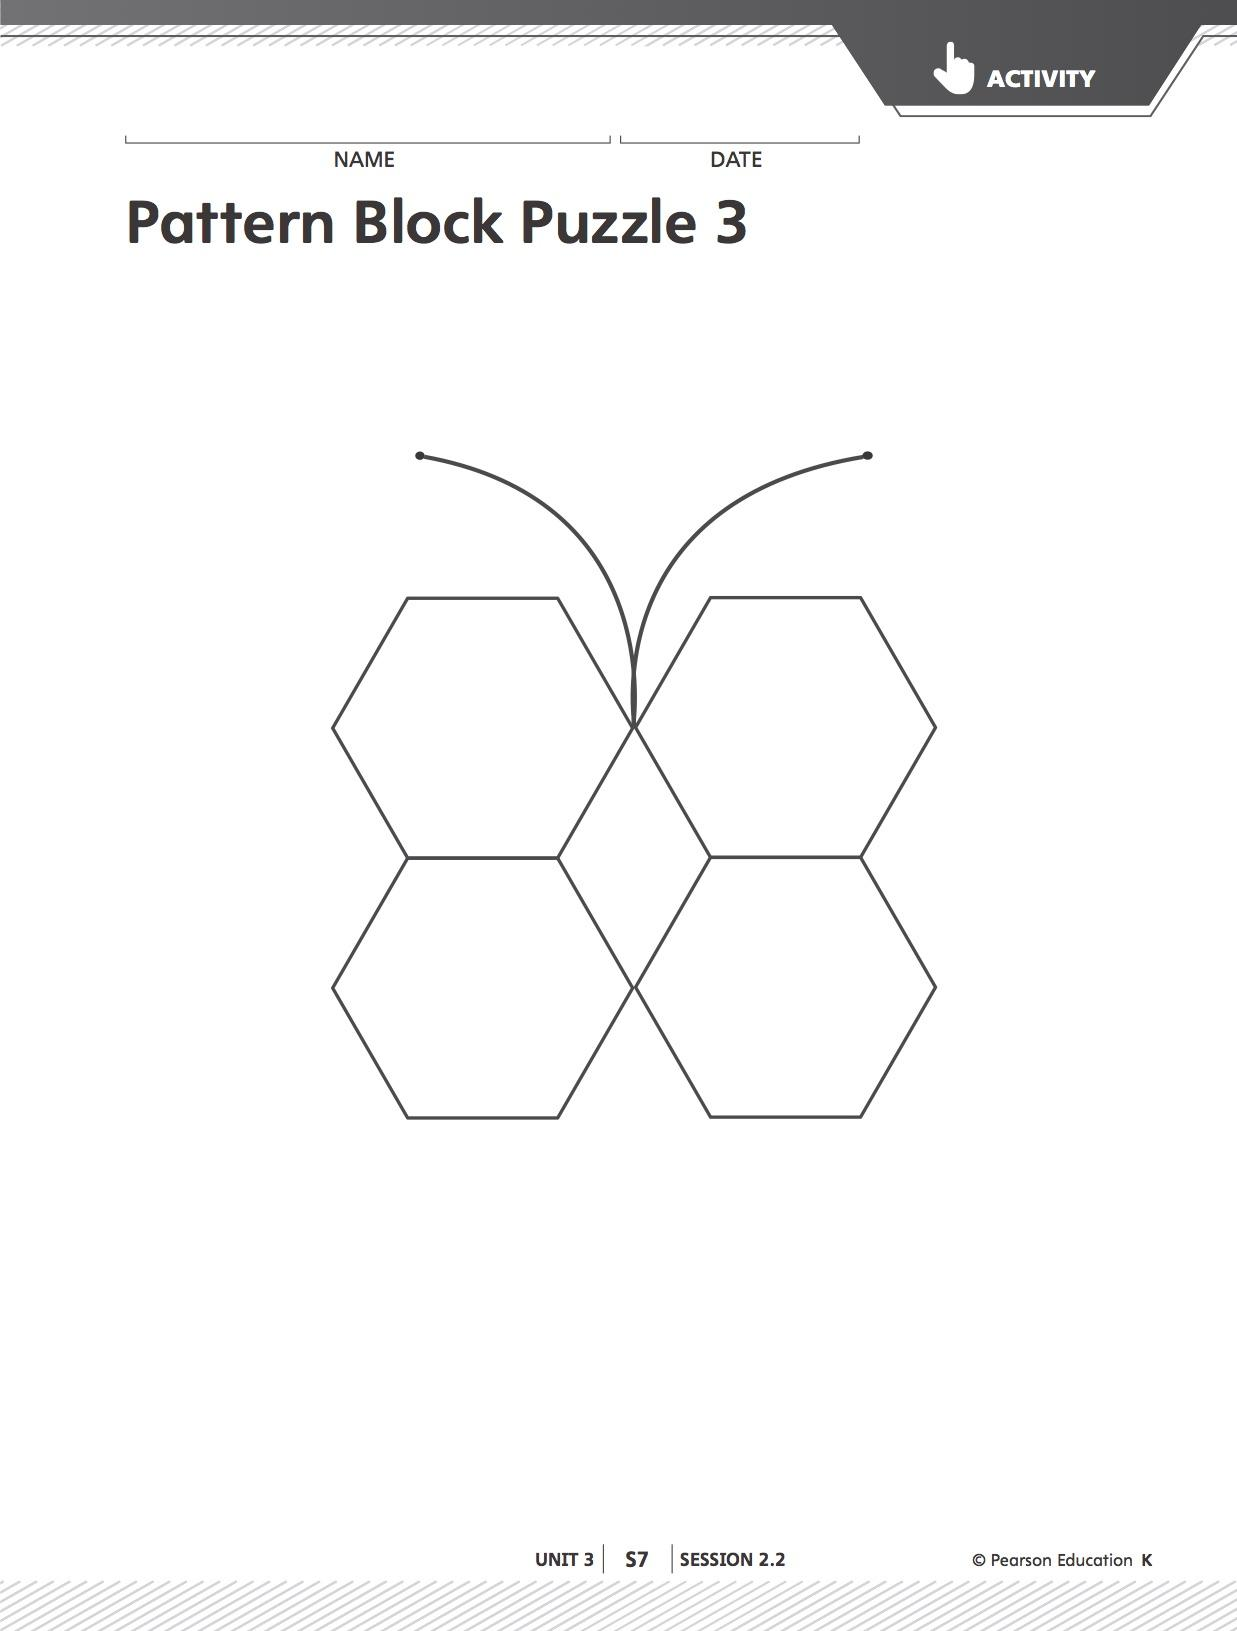 ACTIVITY
NAME DATE
Pattern Block Puzzle 3
UNIT 3 S7 SESSION 2.2 © Pearson Education K